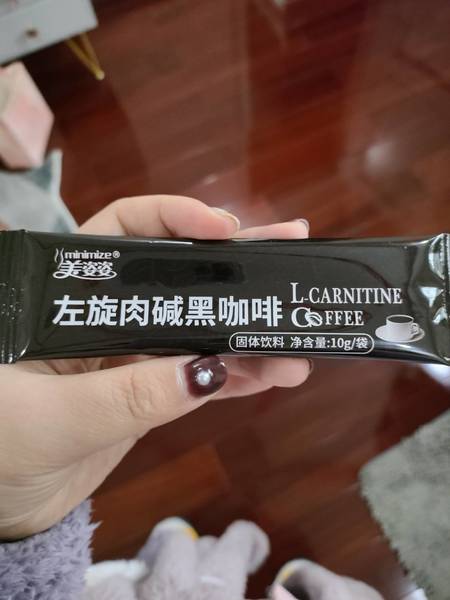 minimize®
美姿姿
左旋肉碱黑咖啡
L-CARNITINE
COFFEE
固体饮料 净含量:10g/袋